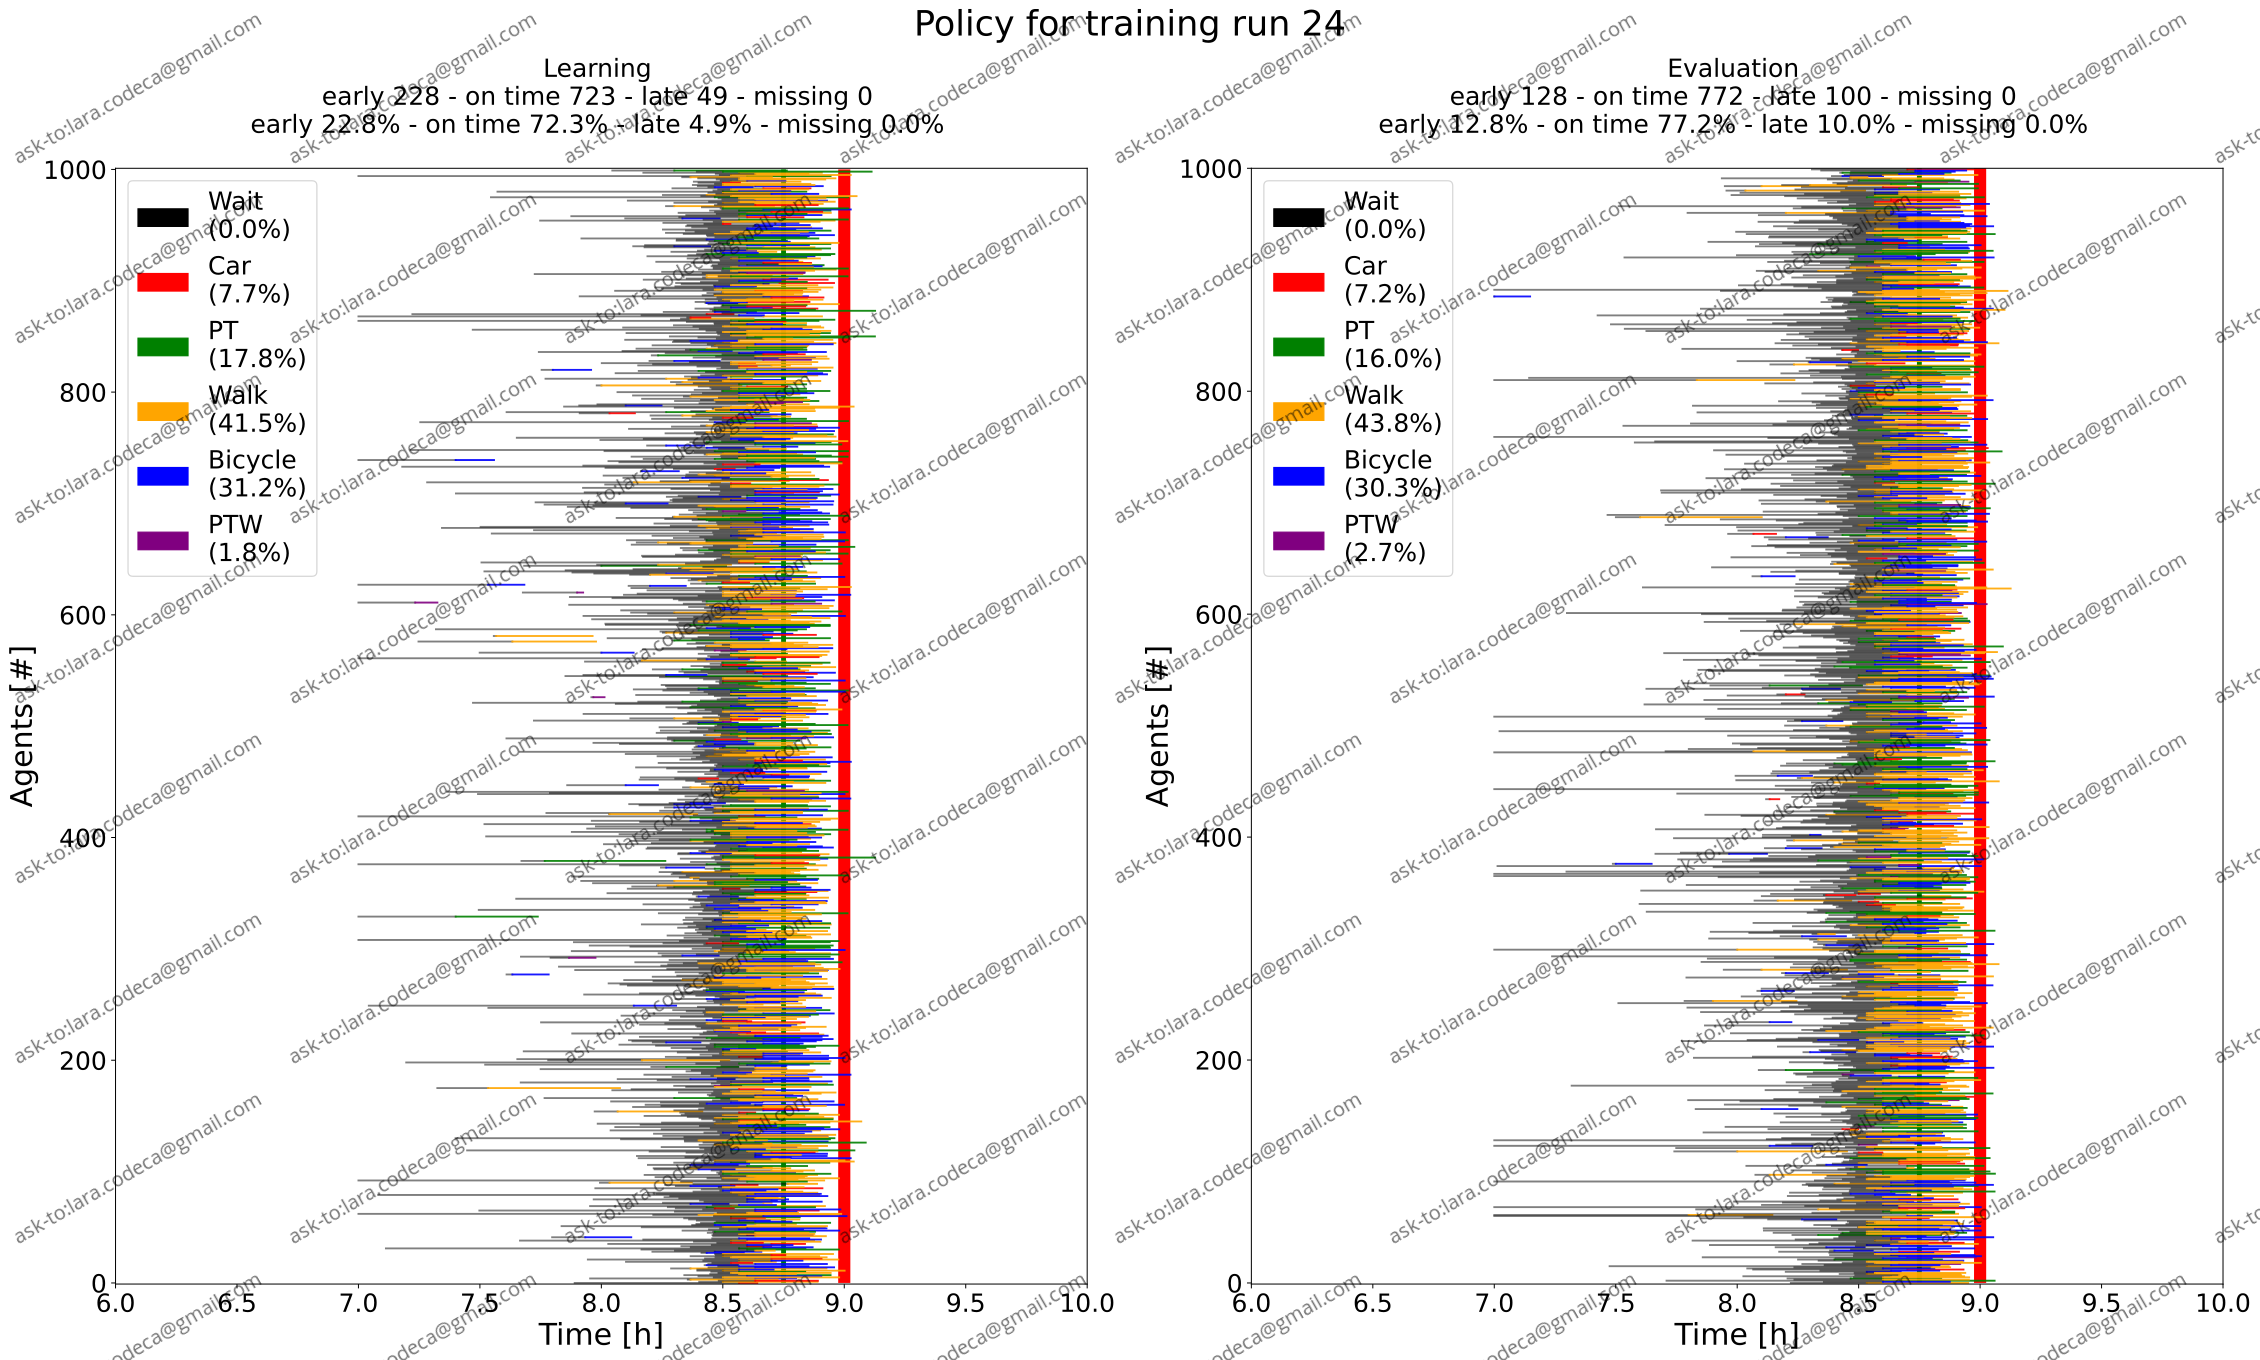 Policy for training run 24
Learning
early 228 - on time 723 - late 49 - missing 0
early 22.8% - on time 72.3% - late 4.9% - missing 0.0%
1000
800
600
400
200
0
Agents [#]
Wait
(0.0%)
Car
(7.7%)
PT
(17.8%)
Walk
(41.5%)
Bicycle
(31.2%)
PTW
(1.8%)
6.0 6.5 7.0 7.5 8.0 8.5 9.0 9.5 10.0
Time [h]
Evaluation
early 128 - on time 772 - late 100 - missing 0
early 12.8% - on time 77.2% - late 10.0% - missing 0.0%
1000
800
600
400
200
0
Agents [#]
Wait
(0.0%)
Car
(7.2%)
PT
(16.0%)
Walk
(43.8%)
Bicycle
(30.3%)
PTW
(2.7%)
6.0 6.5 7.0 7.5 8.0 8.5 9.0 9.5 10.0
Time [h]
ask-to:lara.codeca@gmail.com